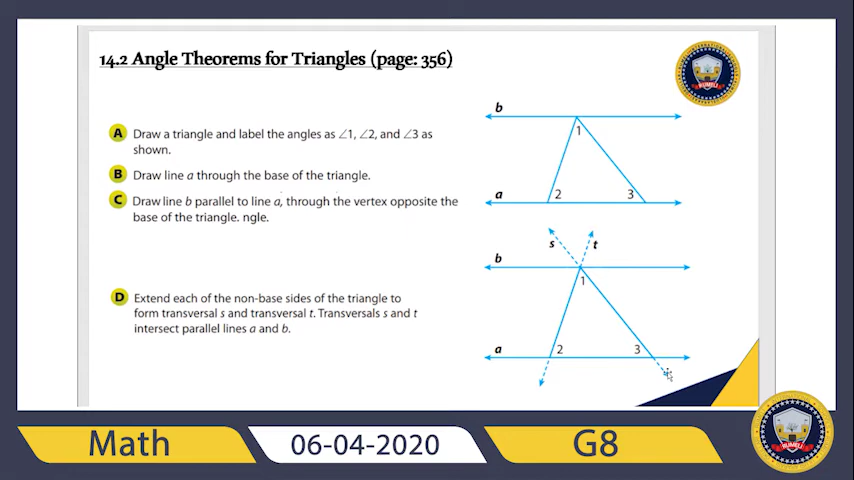 14.2 Angle Theorems for Triangles (page: 356)
A Draw a triangle and label the angles as ∠1, ∠2, and ∠3 as
shown.
B Draw line a through the base of the triangle.
C Draw line b parallel to line a, through the vertex opposite the
base of the triangle. ngle.
b
1
a
2
3
D Extend each of the non-base sides of the triangle to
form transversal s and transversal t. Transversals s and t
intersect parallel lines a and b.
s
t
b
1
a
2
3
RUMELI
Math
06-04-2020
G8
RUMELI